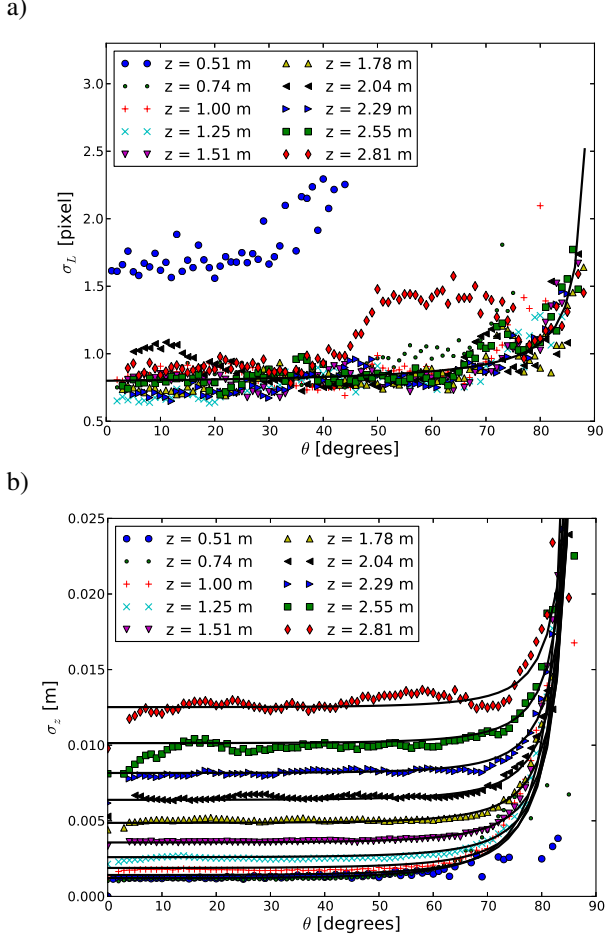 a)
3.0
2.5
2.0
1.5
1.0
0.5
σL [pixel]
z = 0.51 m
z = 0.74 m
z = 1.00 m
z = 1.25 m
z = 1.51 m
z = 1.78 m
z = 2.04 m
z = 2.29 m
z = 2.55 m
z = 2.81 m
0 10 20 30 40 50 60 70 80 90
θ [degrees]
b)
0.025
0.020
0.015
0.010
0.005
0.000
σz [m]
z = 0.51 m
z = 0.74 m
z = 1.00 m
z = 1.25 m
z = 1.51 m
z = 1.78 m
z = 2.04 m
z = 2.29 m
z = 2.55 m
z = 2.81 m
0 10 20 30 40 50 60 70 80 90
θ [degrees]